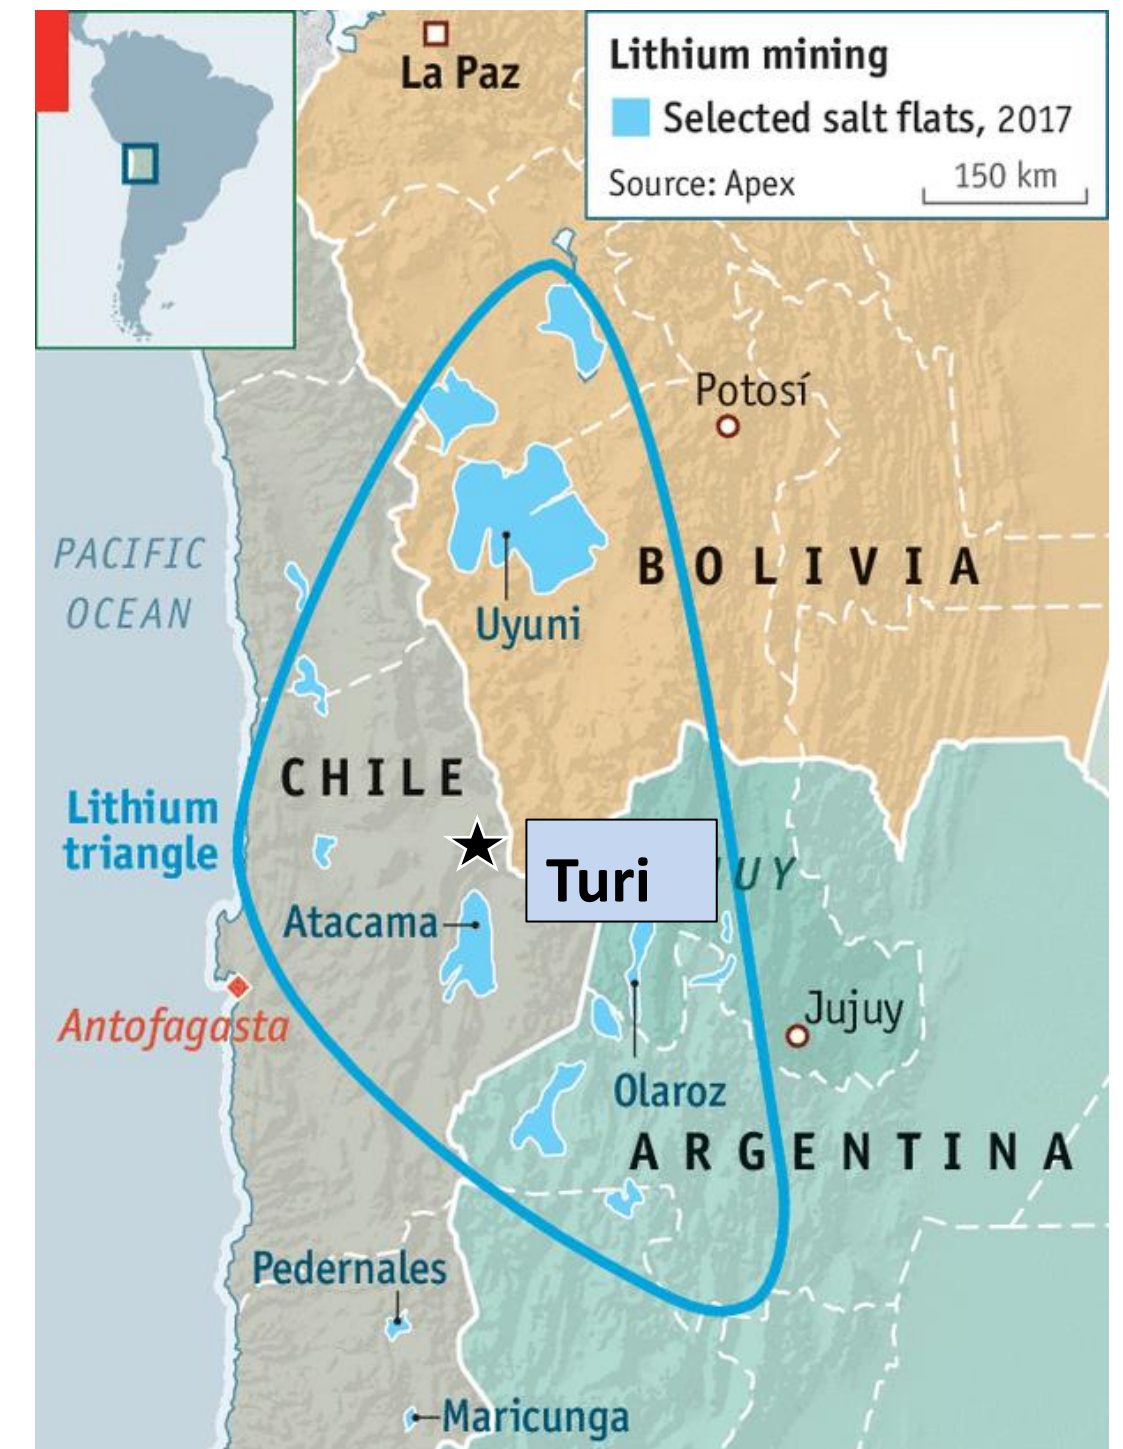 La Paz
Lithium mining
Selected salt flats, 2017
Source: Apex
150 km
Potosí
PACIFIC
OCEAN
BOLIVIA
Uyuni
CHILE
Lithium
triangle
Turi
UY
Atacama
Antofagasta
Jujuy
Olaroz
ARGENTINA
Pedernales
Maricunga